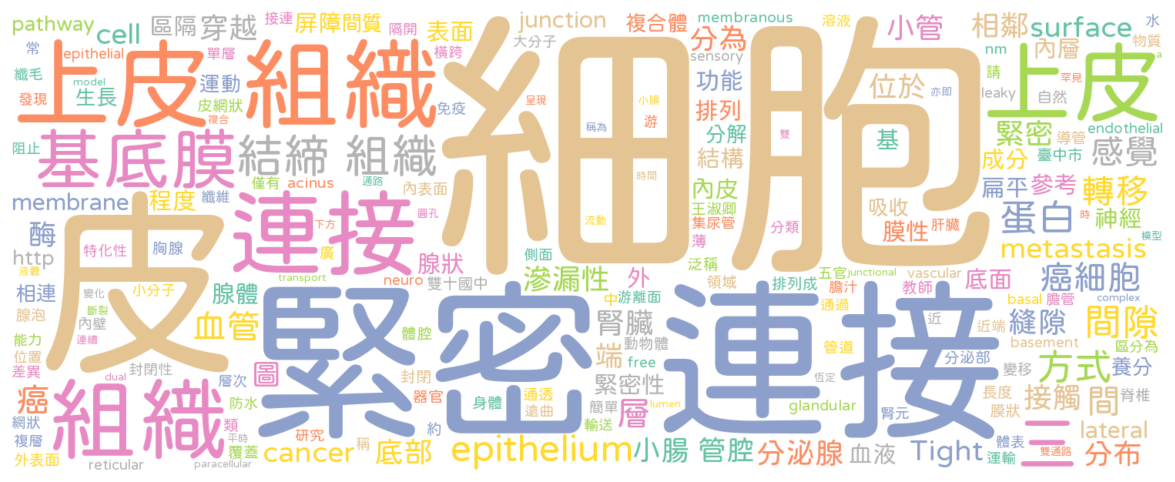 細胞
緊密連接
皮
上皮 組織
上皮
組織
連接
基底膜
結締 組織
三
epithelium
pathway
接連
屏障間質
表面
junction
複合體
membranous
溶液
小管
相鄰
surface
水
常
cell
區隔
穿越
隔開
橫跨
大分子
分為
sensory
內層
物質
epithelial
單層
nm
請
罕見
a
纖毛
model
運動
功能
位於
leaky
自然
發現
生長
皮網狀
免疫
呈現
小腸
亦即
排列
複合
稱為
游
雙
基
緊密
導管
endothelial
阻止
分解
感覺
臺中市
成分
結構
僅有
acinus
通路
內表面
時間
membrane
程度
纖維
內皮
吸收
扁平
參考
轉移
王淑卿
集尿管
薄
流動
分類
膜性
肝臟
蛋白
神經
時
模型
酶
特化性
胸腺
圓孔
下方
廣
側面
泛稱
http
液體
腺狀
neuro
雙十國中
滲漏性
外
領域
排列成
五官
junctional
metastasis
transport
膽汁
教師
vascular
底面
癌細胞
相連
變化
小分子
腺體
中
游離面
膽管
complex
腺泡
斷裂
內壁
連續
血管
體腔
腎臟
動物體
通過
近
basal
縫隙
間隙
能力
端
free
管道
近端
basement
區分為
位置
差異
封閉性
圖
封閉
緊密性
分泌部
變移
方式
養分
dual
層次
器官
身體
通透
遠曲
簡單
層
lumen
glandular
恆定
長度
脊椎
癌
腎元
膜狀
接觸
間
網狀
防水
類
稱
約
輸送
lateral
複層
平時
研究
體表
外表面
覆蓋
cancer
底部
小腸
管腔
分泌腺
血液
Tight
運輸
雙通路
分布
reticular
paracellular